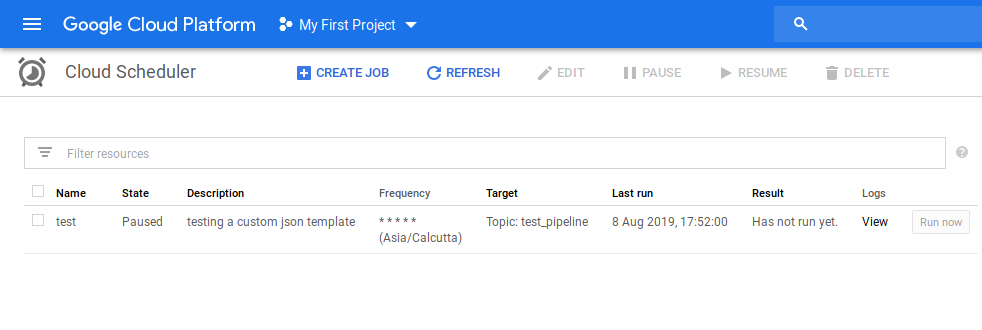 Google Cloud Platform My First Project
Cloud Scheduler CREATE JOB REFRESH EDIT PAUSE RESUME DELETE
Filter resources
Name State Description Frequency Target Last run Result Logs
test Paused testing a custom json template * * * * * Topic: test_pipeline 8 Aug 2019, 17:52:00 Has not run yet. View Run now
(Asia/Calcutta)